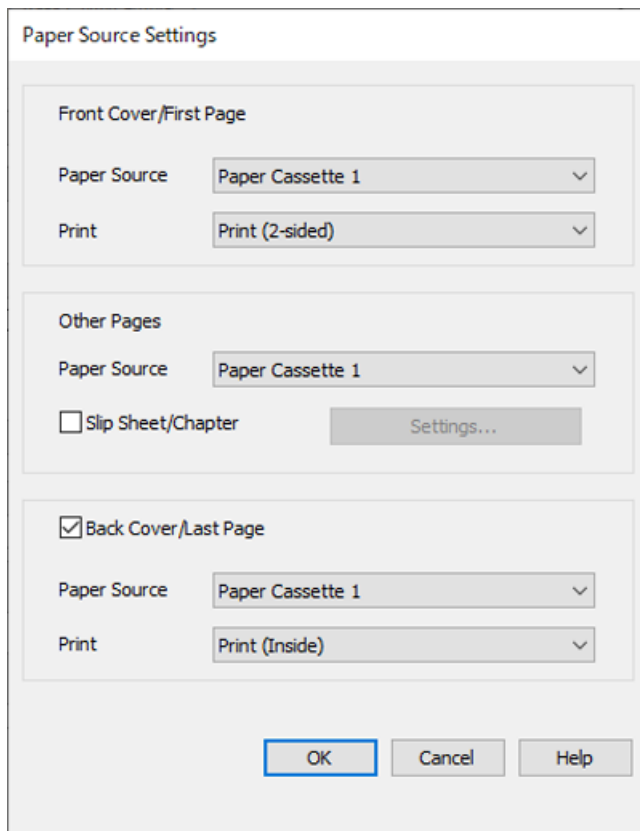 Paper Source Settings
Front Cover/First Page
Paper Source Paper Cassette 1
Print Print (2-sided)
Other Pages
Paper Source Paper Cassette 1
Slip Sheet/Chapter Settings...
Back Cover/Last Page
Paper Source Paper Cassette 1
Print Print (Inside)
OK Cancel Help